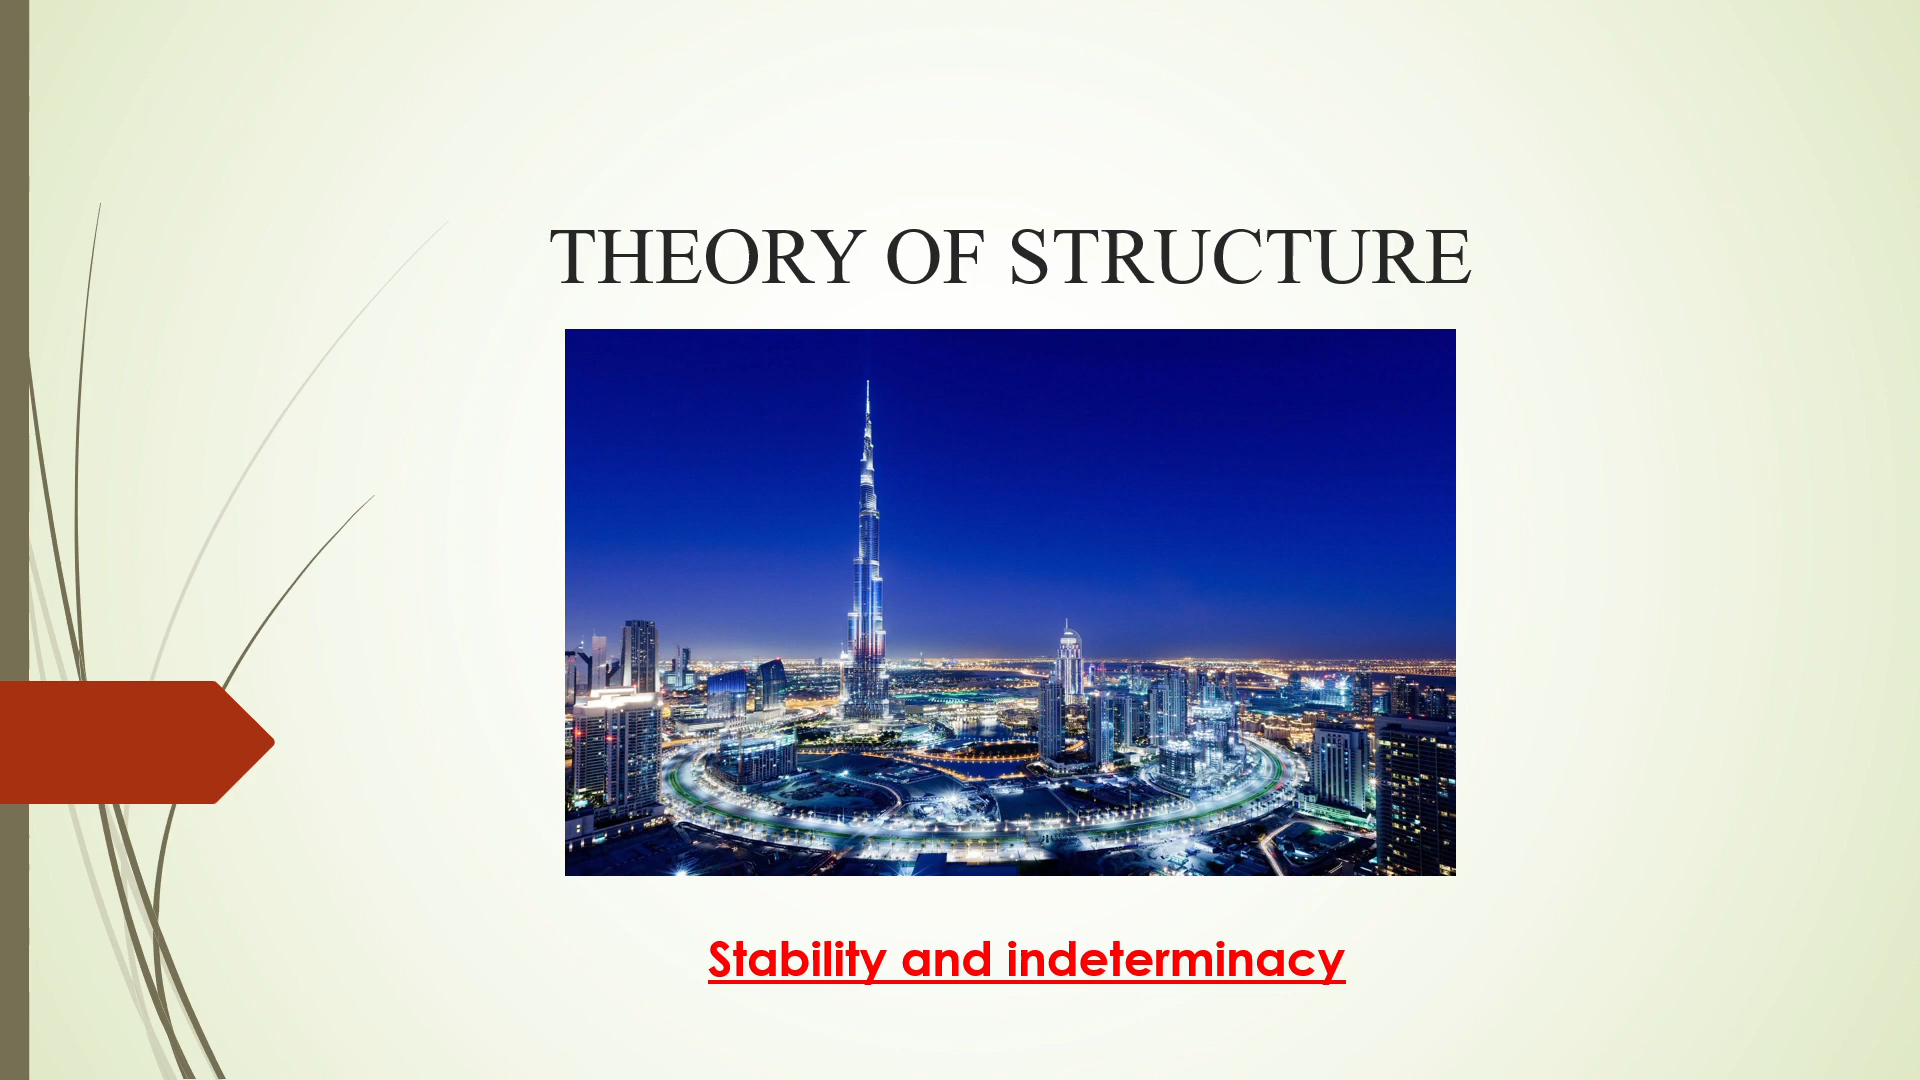 THEORY OF STRUCTURE
Stability and indeterminacy